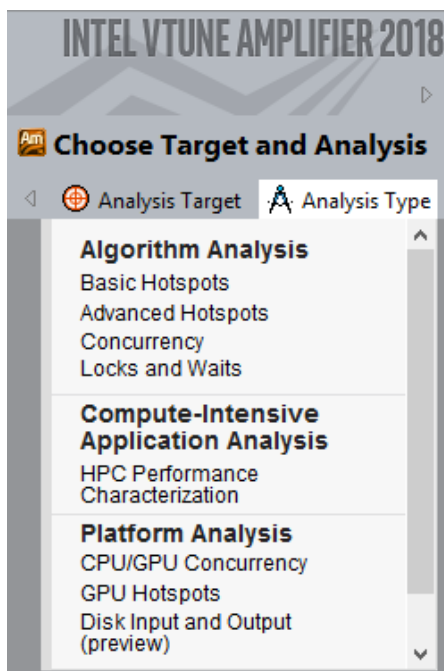 INTEL VTUNE AMPLIFIER 2018
Am Choose Target and Analysis
Analysis Target Analysis Type
Algorithm Analysis
Basic Hotspots
Advanced Hotspots
Concurrency
Locks and Waits
Compute-Intensive
Application Analysis
HPC Performance
Characterization
Platform Analysis
CPU/GPU Concurrency
GPU Hotspots
Disk Input and Output
(preview)